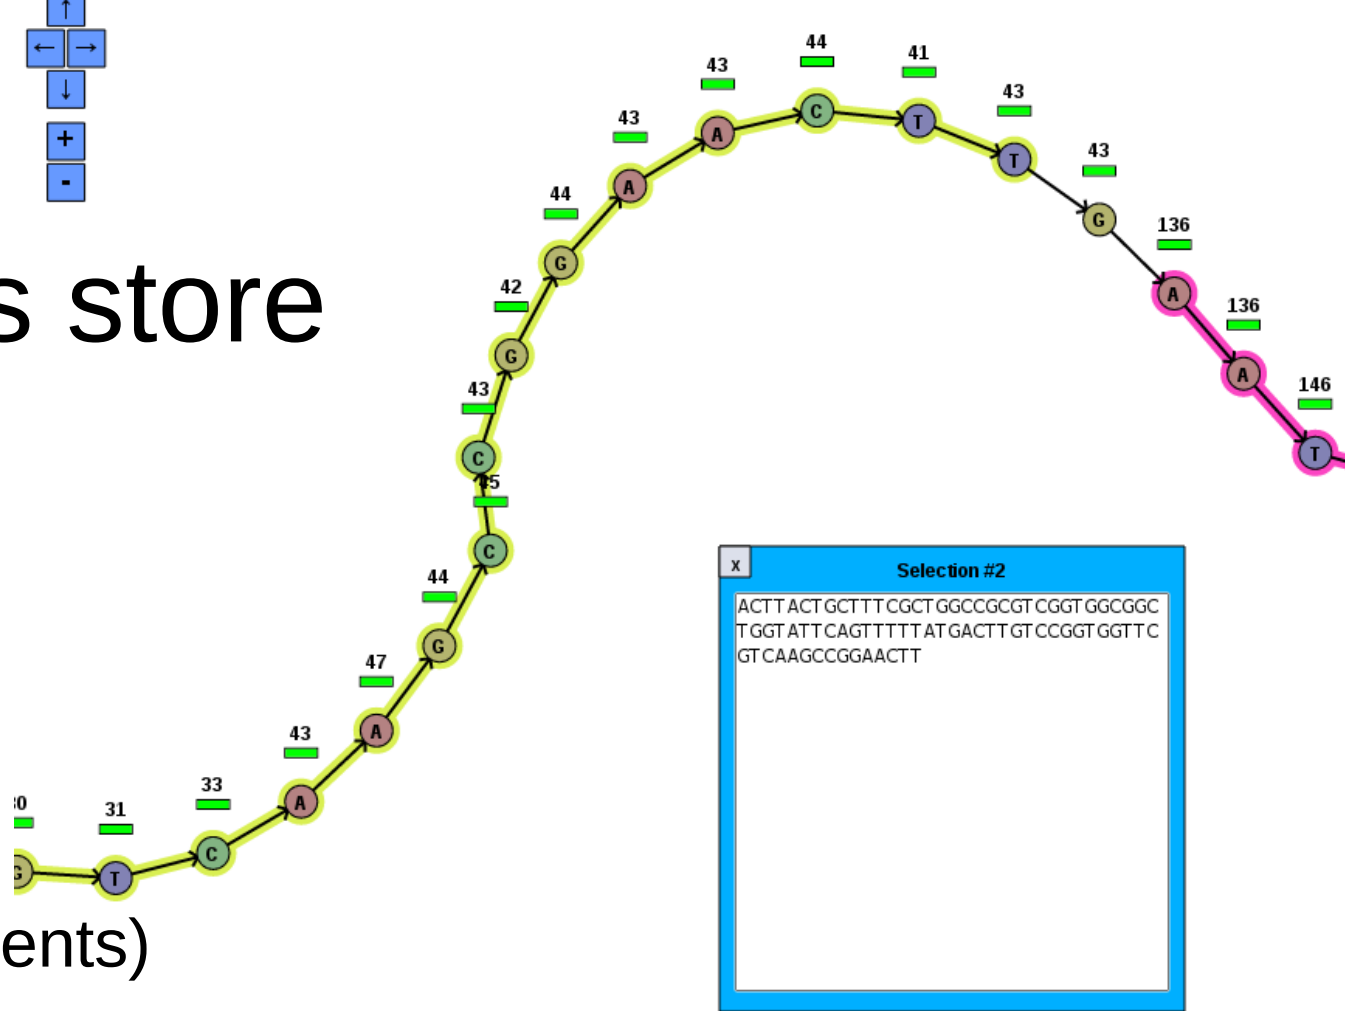 ↑
← →
↓
+
-
s store
44
41
43
43
43
C
T
A
T
A
43
44
G
136
G
A
42
136
G
A
43
146
C
T
45
C
44
G
47
A
43
A
33
C
31
T
G
ents)
x
Selection #2
ACTTACTGCTTTCGCTGGCCGCGTCGGTGGCGGC
TGGTATTCAGTTTTTATGACTTGTCCGGTGGTTC
GTCAAGCCGGAACTT